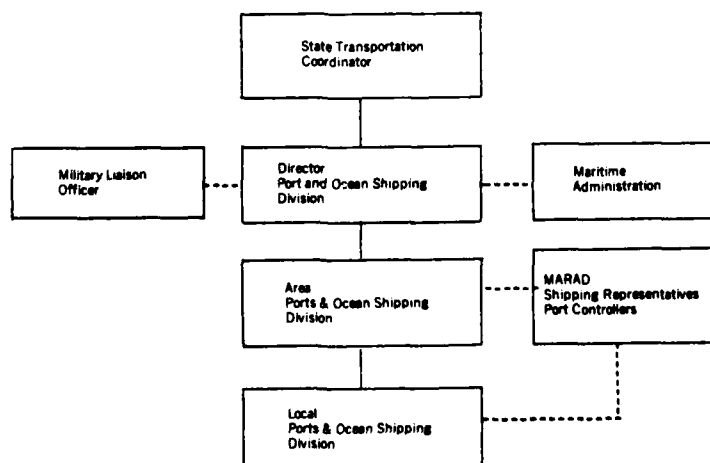 State Transportation
Coordinator
Military Liaison
Officer
Director
Port and Ocean Shipping
Division
Maritime
Administration
Area
Ports & Ocean Shipping
Division
MARAD
Shipping Representatives
Port Controllers
Local
Ports & Ocean Shipping
Division